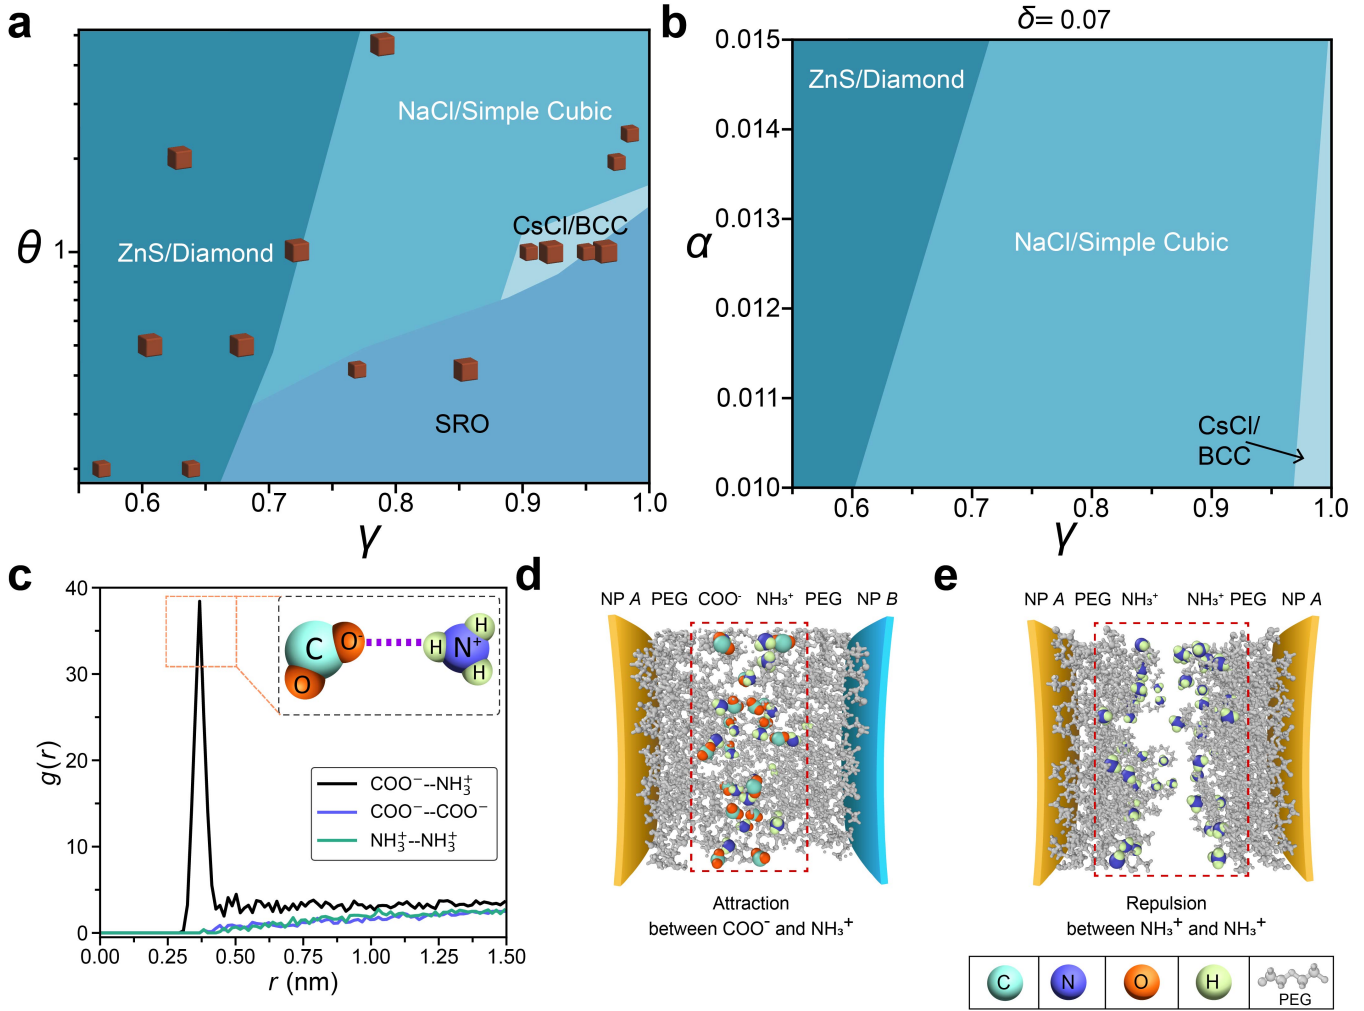 a
θ
1
ZnS/Diamond
NaCl/Simple Cubic
CsCl/BCC
SRO
0.6 0.7 0.8 0.9 1.0
γ
b
δ= 0.07
α
0.015
0.014
0.013
0.012
0.011
0.010
ZnS/Diamond
NaCl/Simple Cubic
CsCl/
BCC
0.6 0.7 0.8 0.9 1.0
γ
c
g(r)
40
30
20
10
0
C O⁻ H N⁺ H
O H
COO⁻--NH₃⁺
COO⁻--COO⁻
NH₃⁺--NH₃⁺
0.00 0.25 0.50 0.75 1.00 1.25 1.50
r (nm)
d
NP A PEG COO⁻ NH₃⁺ PEG NP B
Attraction
between COO⁻ and NH₃⁺
e
NP A PEG NH₃⁺ NH₃⁺ PEG NP A
Repulsion
between NH₃⁺ and NH₃⁺
C N O H PEG